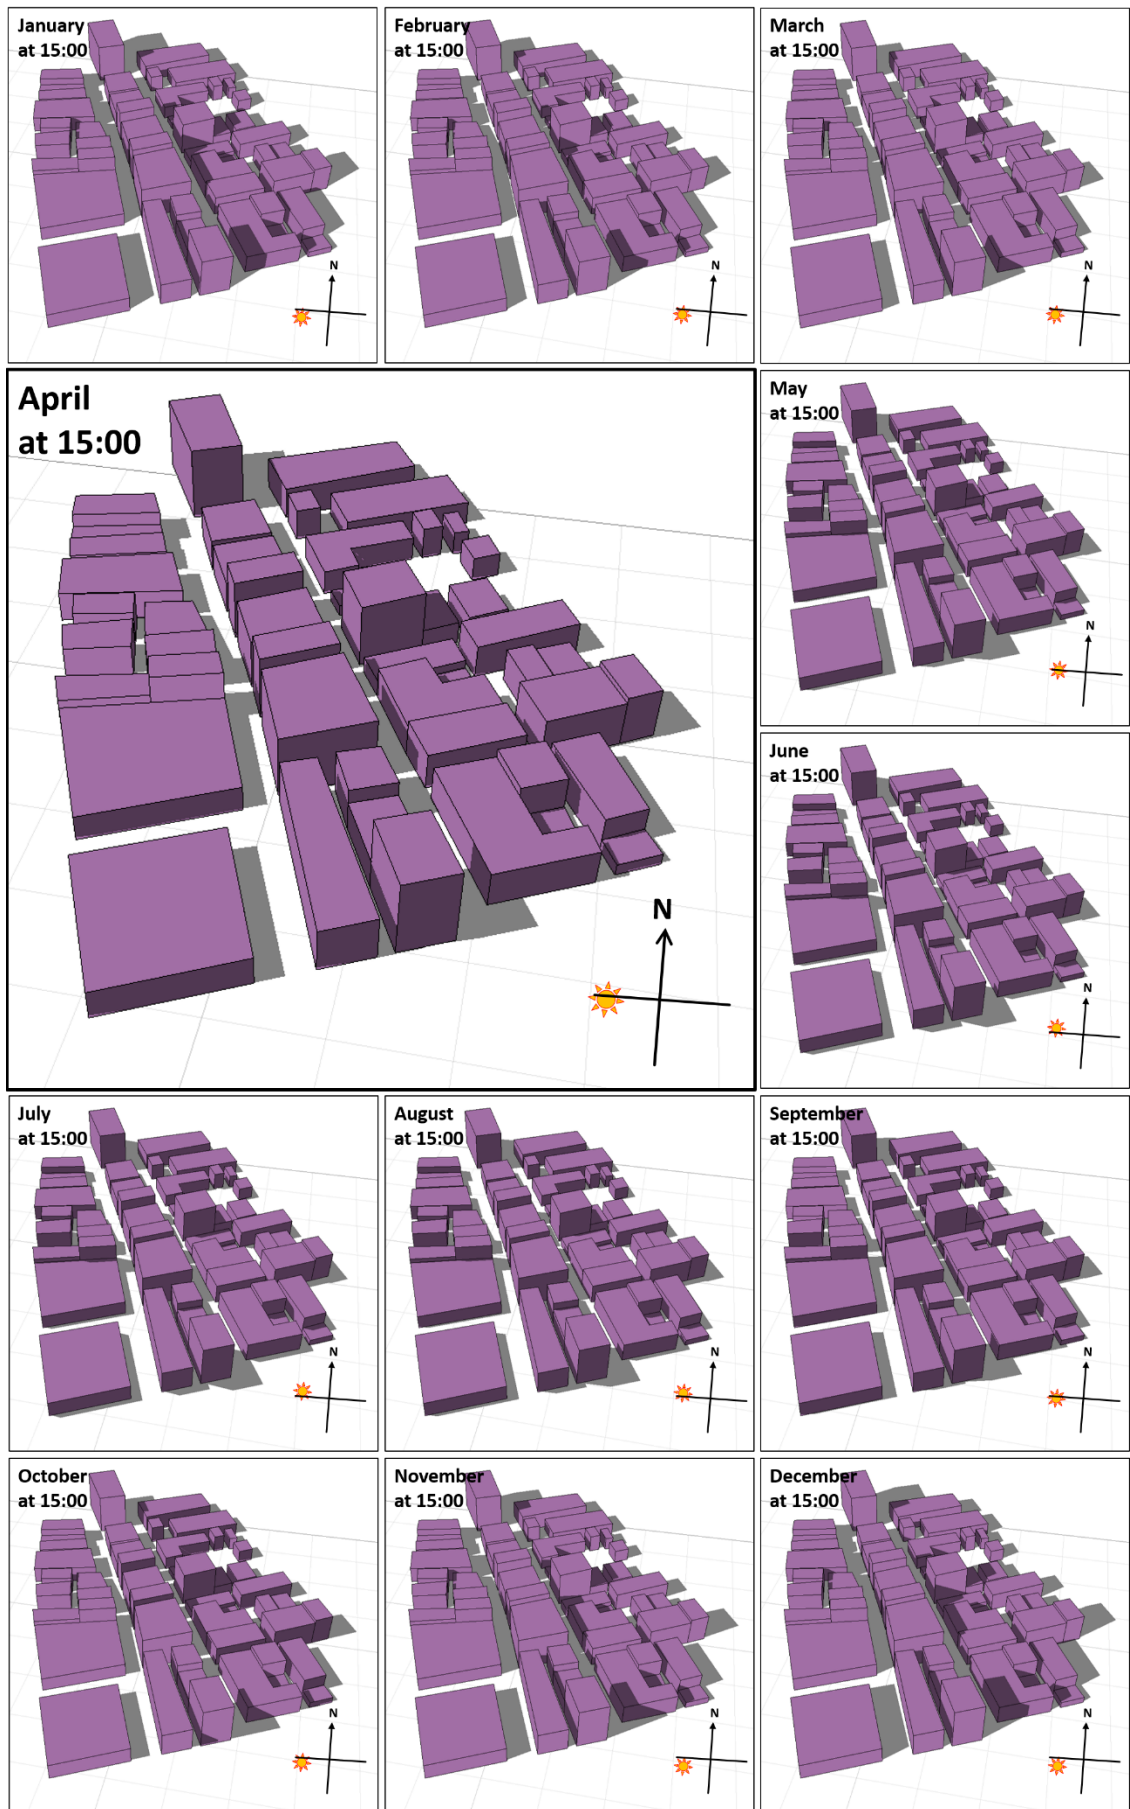 January
at 15:00
N
February
at 15:00
N
March
at 15:00
N
April
at 15:00
N
May
at 15:00
N
June
at 15:00
N
July
at 15:00
N
August
at 15:00
N
September
at 15:00
N
October
at 15:00
N
November
at 15:00
N
December
at 15:00
N